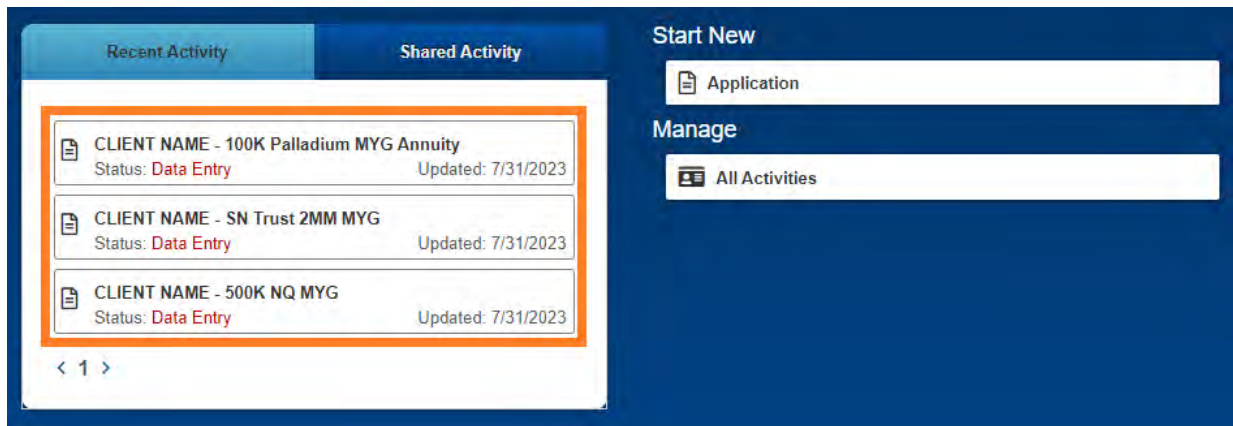 Recent Activity
Shared Activity
CLIENT NAME - 100K Palladium MYG Annuity
Status: Data Entry Updated: 7/31/2023
CLIENT NAME - SN Trust 2MM MYG
Status: Data Entry Updated: 7/31/2023
CLIENT NAME - 500K NQ MYG
Status: Data Entry Updated: 7/31/2023
< 1 >
Start New
Application
Manage
All Activities